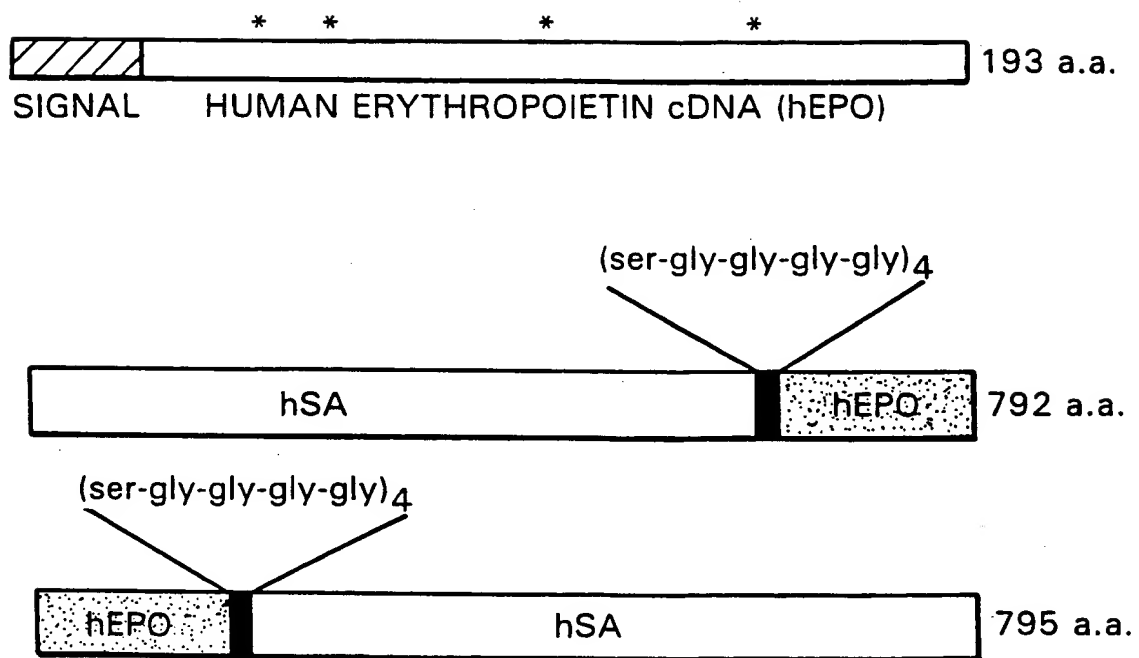 * * * *
193 a.a.
SIGNAL HUMAN ERYTHROPOIETIN cDNA (hEPO)
(ser-gly-gly-gly-gly)4
hSA hEPO 792 a.a.
(ser-gly-gly-gly-gly)4
hEPO hSA 795 a.a.